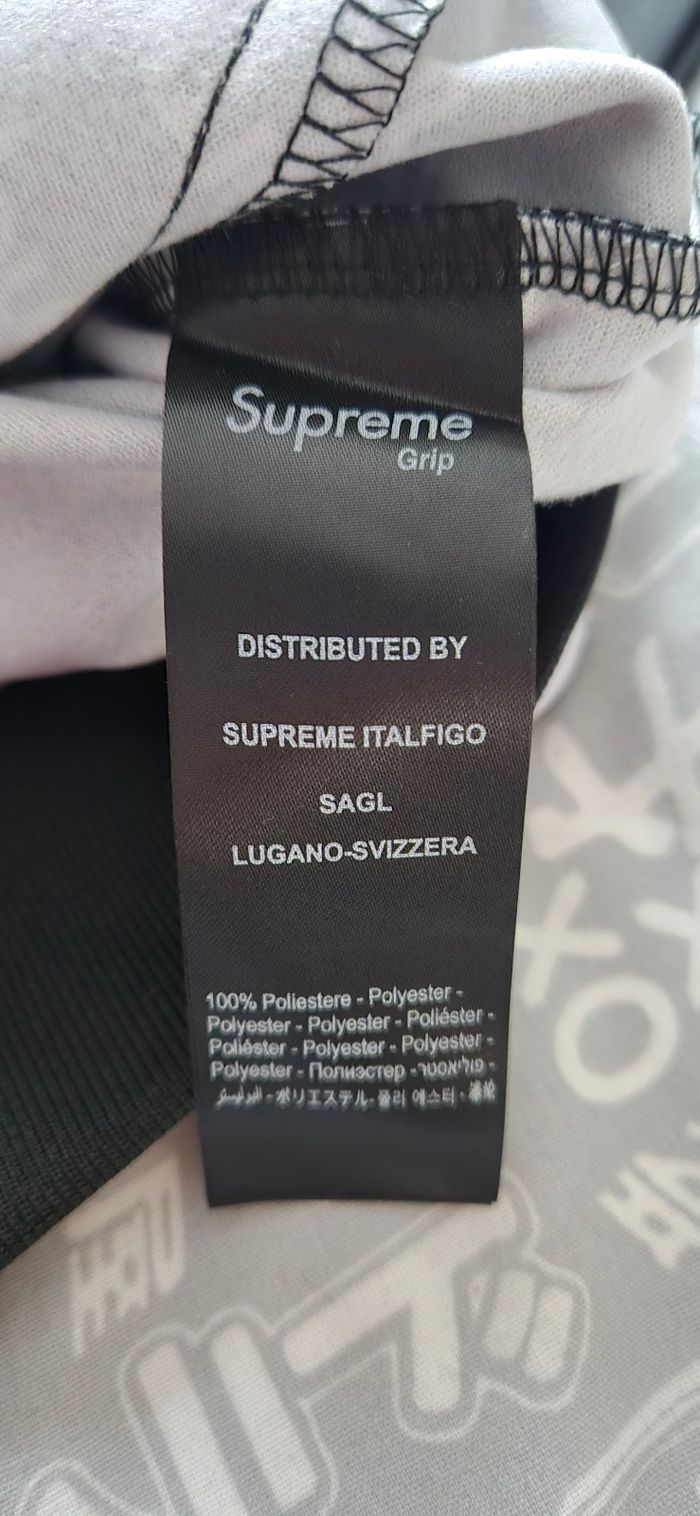 Supreme
Grip
DISTRIBUTED BY
SUPREME ITALFIGO
SAGL
LUGANO-SVIZZERA
100% Poliestere - Polyester -
Polyester - Polyester - Poliéster -
Poliéster - Polyester - Polyester -
Polyester - Полиэстер - פוליאסטר -
- ポリエステル - 폴리 에스터 -